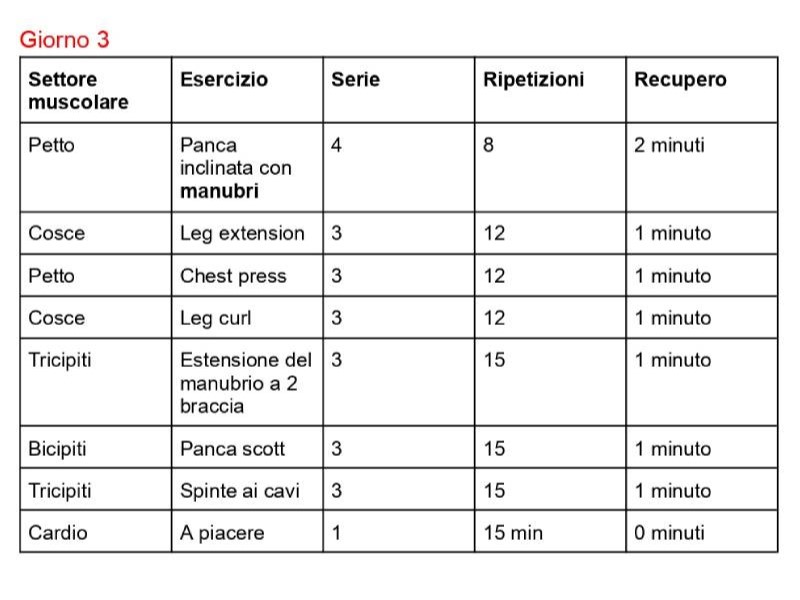 Giorno 3
Settore muscolare Esercizio Serie Ripetizioni Recupero
Petto Panca inclinata con manubri 4 8 2 minuti
Cosce Leg extension 3 12 1 minuto
Petto Chest press 3 12 1 minuto
Cosce Leg curl 3 12 1 minuto
Tricipiti Estensione del manubrio a 2 braccia 3 15 1 minuto
Bicipiti Panca scott 3 15 1 minuto
Tricipiti Spinte ai cavi 3 15 1 minuto
Cardio A piacere 1 15 min 0 minuti